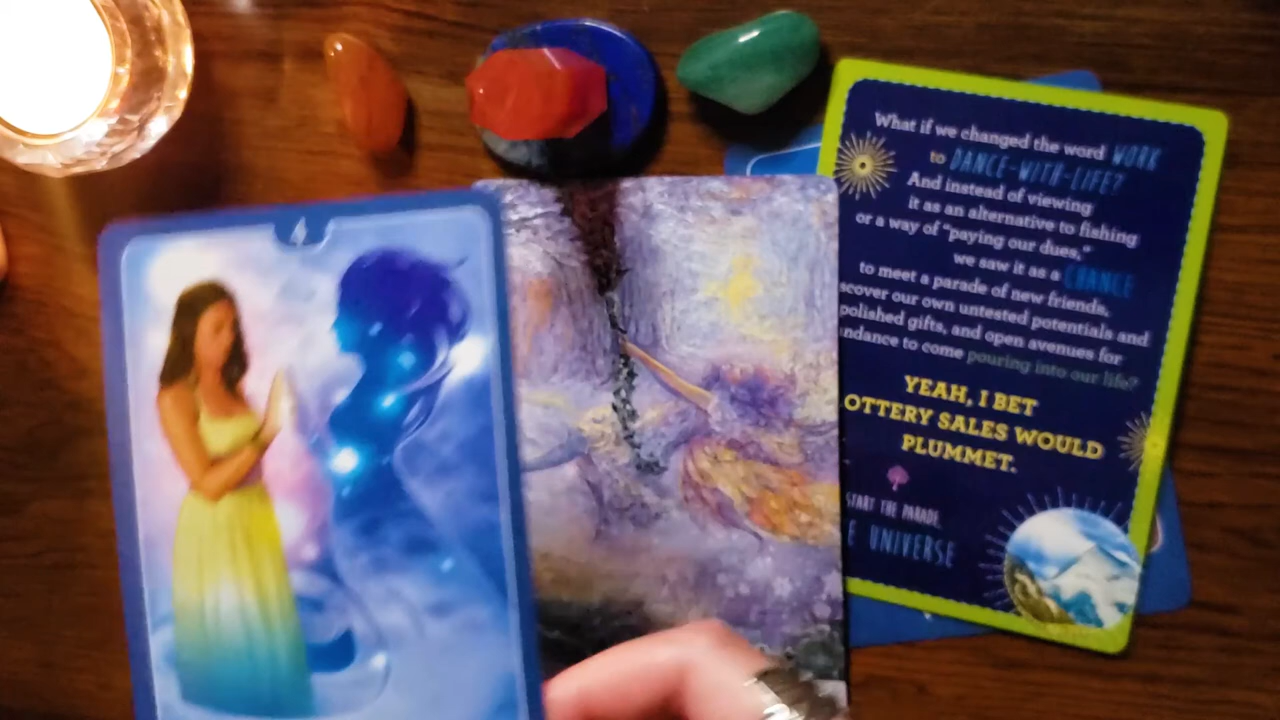 What if we changed the word WORK
to DANCE-WITH-LIFE?
And instead of viewing
it as an alternative to fishing
or a way of "paying our dues,"
we saw it as a CHANCE
to meet a parade of new friends,
scover our own untested potentials and
polished gifts, and open avenues for
ndance to come pouring into our life?
YEAH, I BET
OTTERY SALES WOULD
PLUMMET.
START THE PARADE,
E UNIVERSE